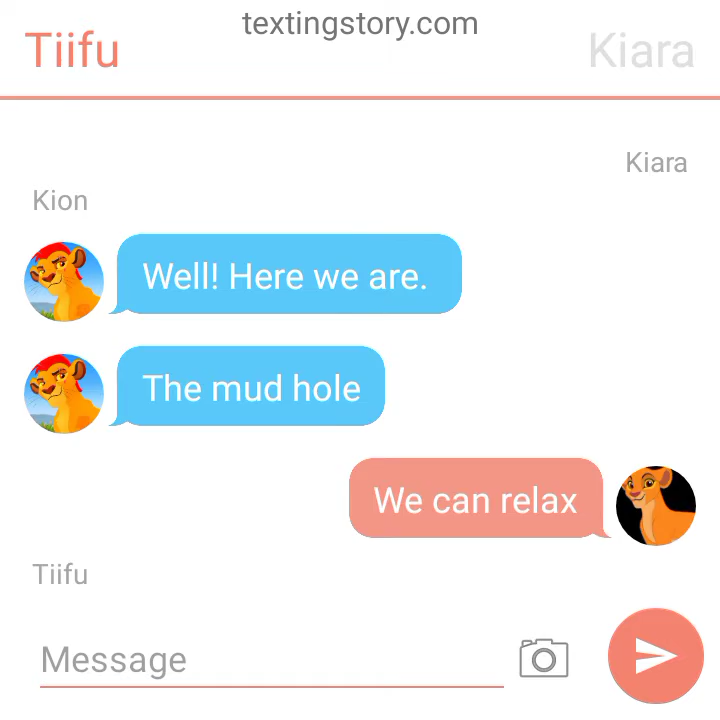 textingstory.com
Tiifu
Kiara
Kiara
Kion
Well! Here we are.
The mud hole
We can relax
Tiifu
Message